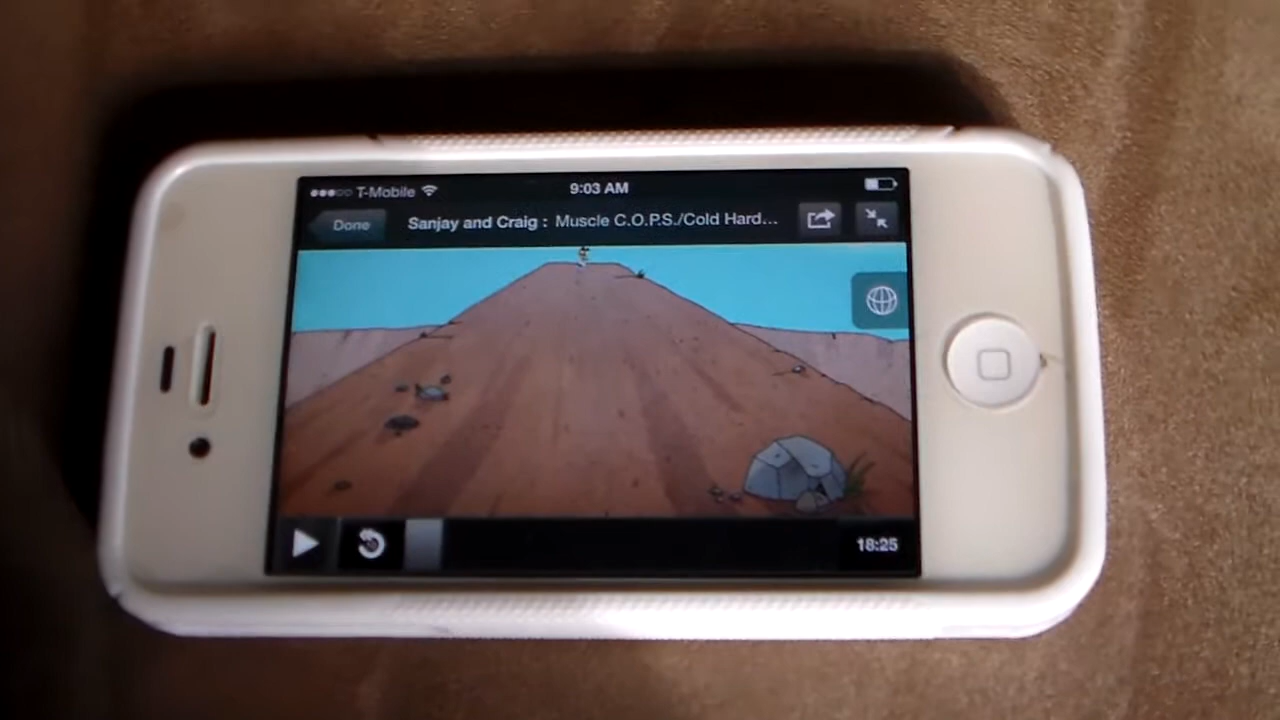 T-Mobile 9:03 AM
Done Sanjay and Craig : Muscle C.O.P.S./Cold Hard...
18:25